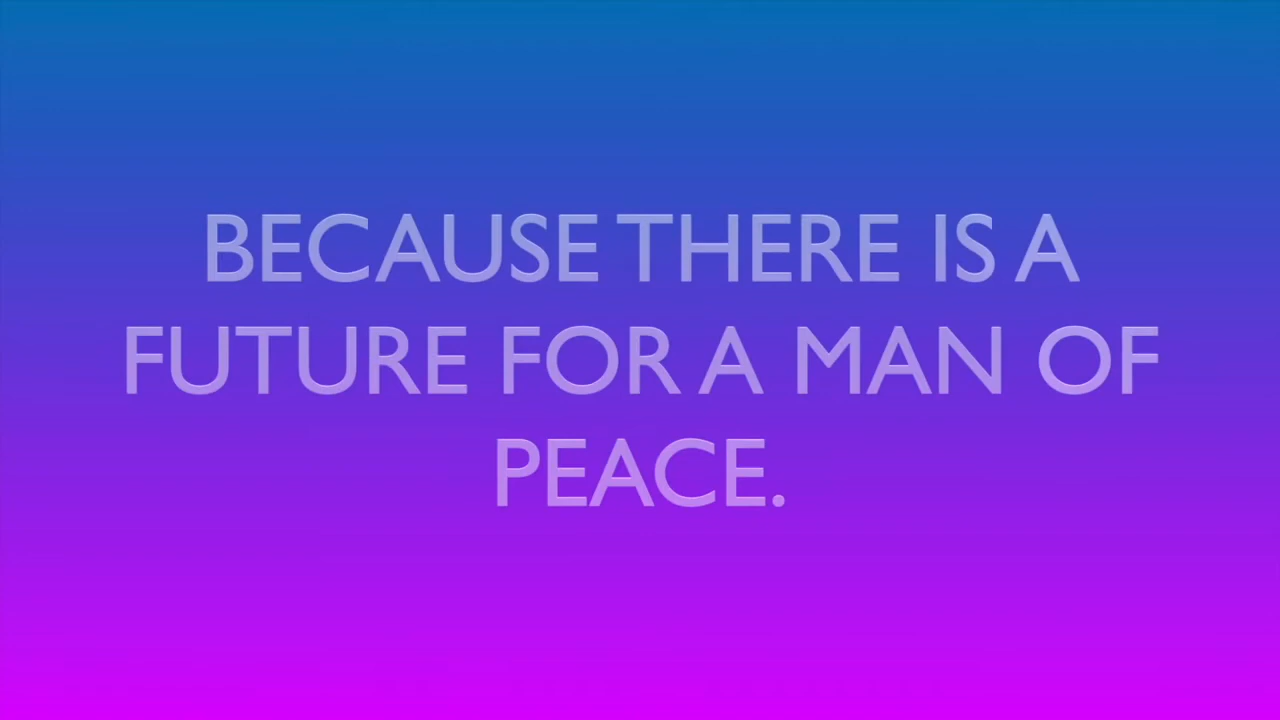 BECAUSE THERE IS A
FUTURE FOR A MAN OF
PEACE.